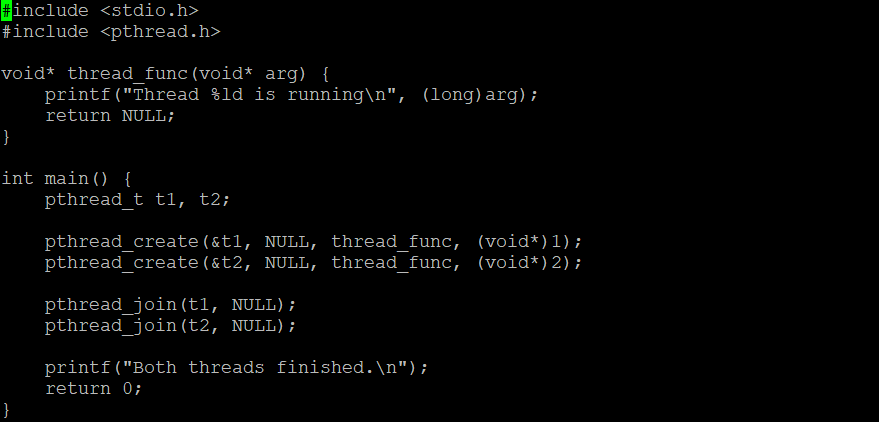 #include <stdio.h>
#include <pthread.h>

void* thread_func(void* arg) {
    printf("Thread %ld is running\n", (long)arg);
    return NULL;
}

int main() {
    pthread_t t1, t2;

    pthread_create(&t1, NULL, thread_func, (void*)1);
    pthread_create(&t2, NULL, thread_func, (void*)2);

    pthread_join(t1, NULL);
    pthread_join(t2, NULL);

    printf("Both threads finished.\n");
    return 0;
}